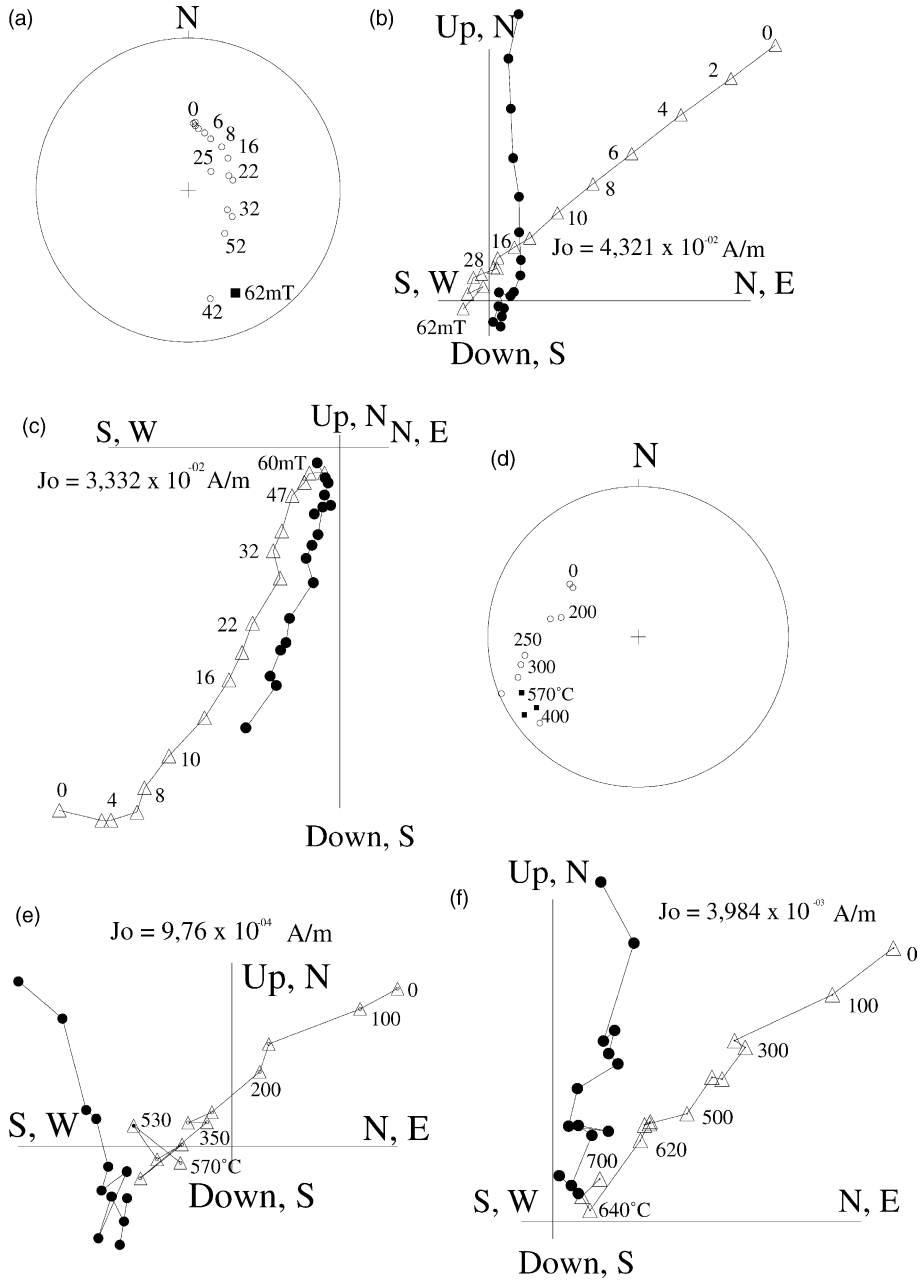 (a)
N
0
6
8
16
25
22
32
52
42
62mT
(b)
Up, N
0
2
4
6
8
10
16
28
Jo = 4,321 x 10⁻⁰² A/m
S, W
N, E
62mT
Down, S
(c)
Up, N
S, W
N, E
Jo = 3,332 x 10⁻⁰² A/m
60mT
47
32
22
16
10
8
4
0
Down, S
(d)
N
0
200
250
300
570°C
400
(e)
Jo = 9,76 x 10⁻⁰⁴ A/m
Up, N
0
100
200
S, W
530
350
N, E
570°C
Down, S
(f)
Up, N
Jo = 3,984 x 10⁻⁰³ A/m
0
100
300
500
620
700
S, W
640°C
N, E
Down, S